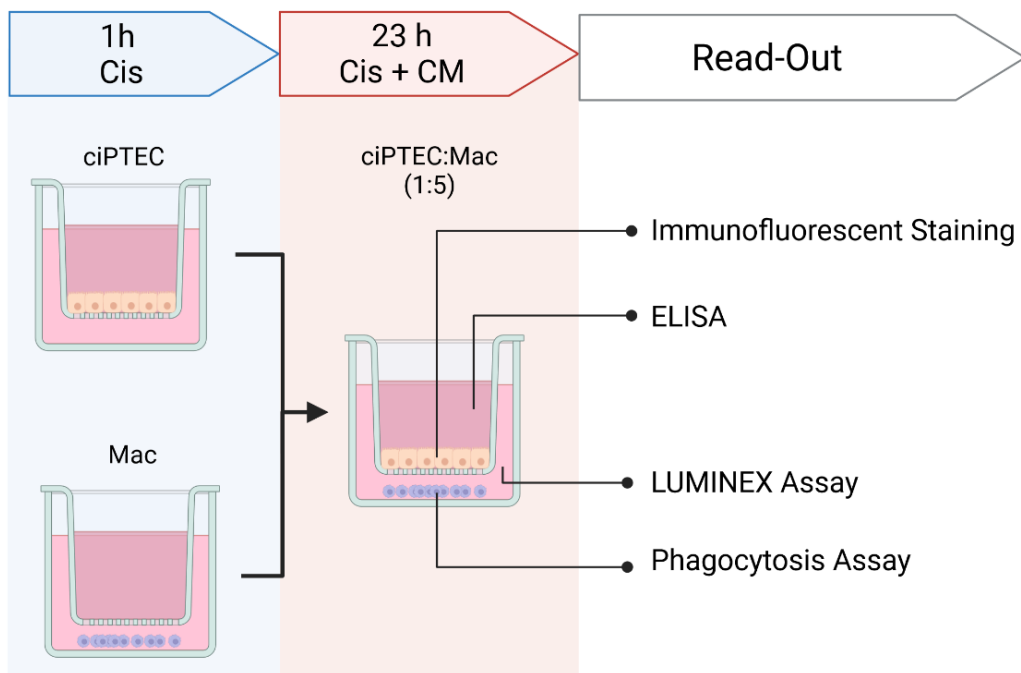 1h
Cis
23 h
Cis + CM
Read-Out
ciPTEC
ciPTEC:Mac
(1:5)
Immunofluorescent Staining
ELISA
Mac
LUMINEX Assay
Phagocytosis Assay